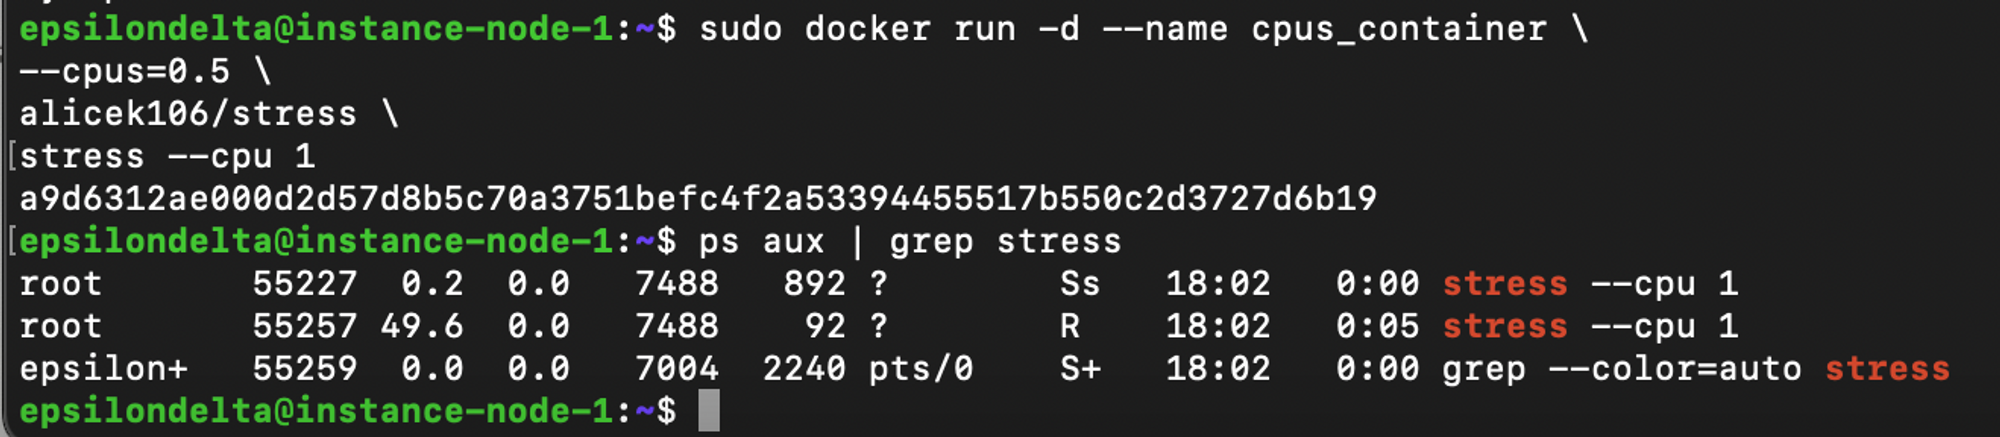 epsilondelta@instance-node-1:~$ sudo docker run -d --name cpus_container \
--cpus=0.5 \
alicek106/stress \
[stress --cpu 1
a9d6312ae000d2d57d8b5c70a3751befc4f2a53394455517b550c2d3727d6b19
[epsilondelta@instance-node-1:~$ ps aux | grep stress
root 55227 0.2 0.0 7488 892 ? Ss 18:02 0:00 stress --cpu 1
root 55257 49.6 0.0 7488 92 ? R 18:02 0:05 stress --cpu 1
epsilon+ 55259 0.0 0.0 7004 2240 pts/0 S+ 18:02 0:00 grep --color=auto stress
epsilondelta@instance-node-1:~$